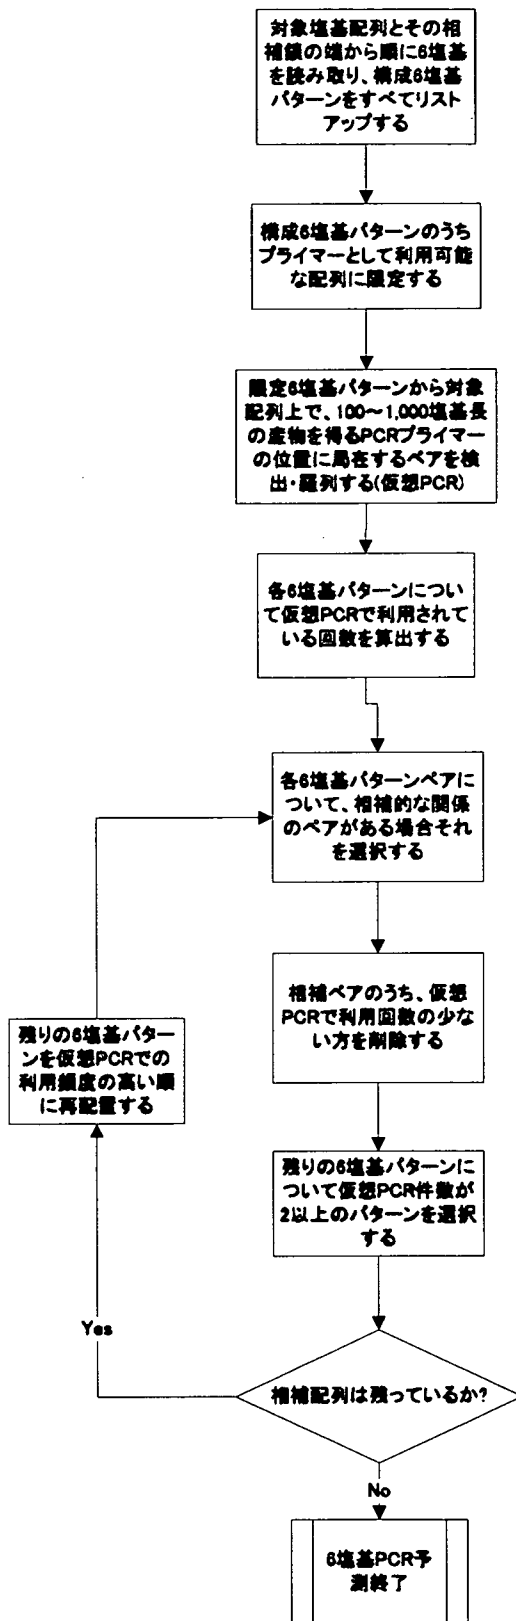 対象塩基配列とその相
補鎖の端から順に6塩基
を読み取り、構成6塩基
パターンをすべてリスト
アップする
構成6塩基パターンのうち
プライマーとして利用可能
な配列に限定する
限定6塩基パターンから対象
配列上で、100～1,000塩基長
の産物を得るPCRプライマー
の位置に局在するペアを検
出・羅列する(仮想PCR)
各6塩基パターンについ
て仮想PCRで利用されて
いる回数を算出する
各6塩基パターンペアに
ついて、相補的な関係
のペアがある場合それ
を選択する
相補ペアのうち、仮想
PCRで利用回数の少な
い方を削除する
残りの6塩基パター
ンを仮想PCRでの
利用頻度の高い順
に再配置する
残りの6塩基パターンに
ついて仮想PCR件数が
2以上のパターンを選択
する
Yes
相補配列は残っているか?
No
6塩基PCR予
測終了